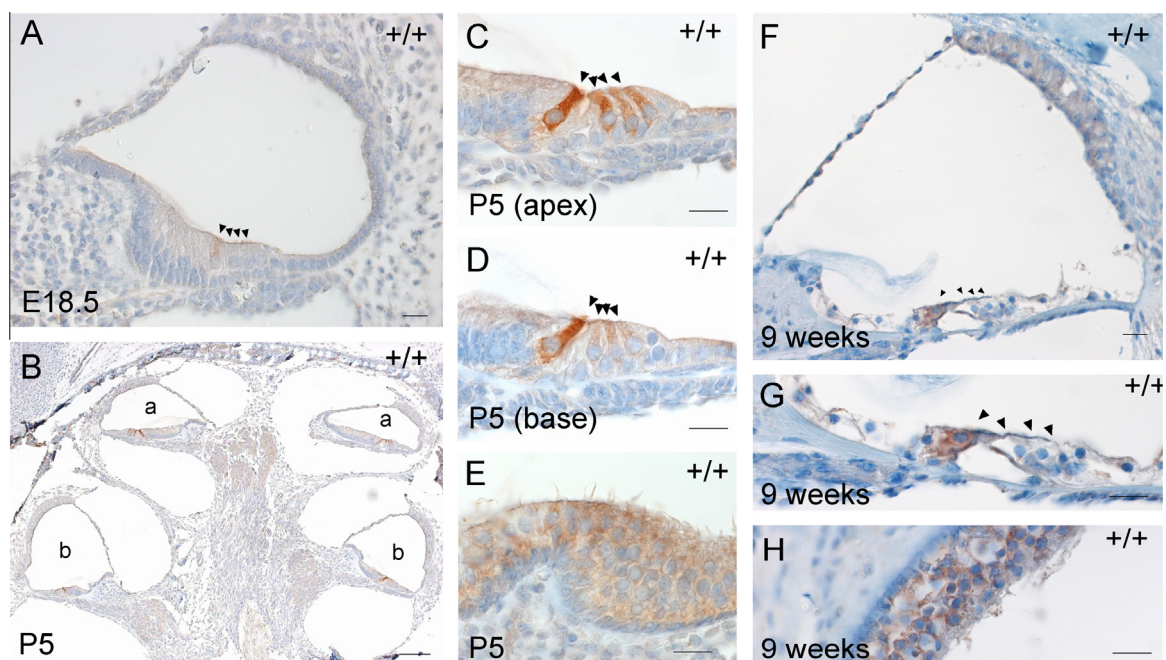 A
+/+
E18.5
B
+/+
a
a
b
b
P5
C
+/+
P5 (apex)
D
+/+
P5 (base)
E
+/+
P5
F
+/+
9 weeks
G
+/+
9 weeks
H
+/+
9 weeks